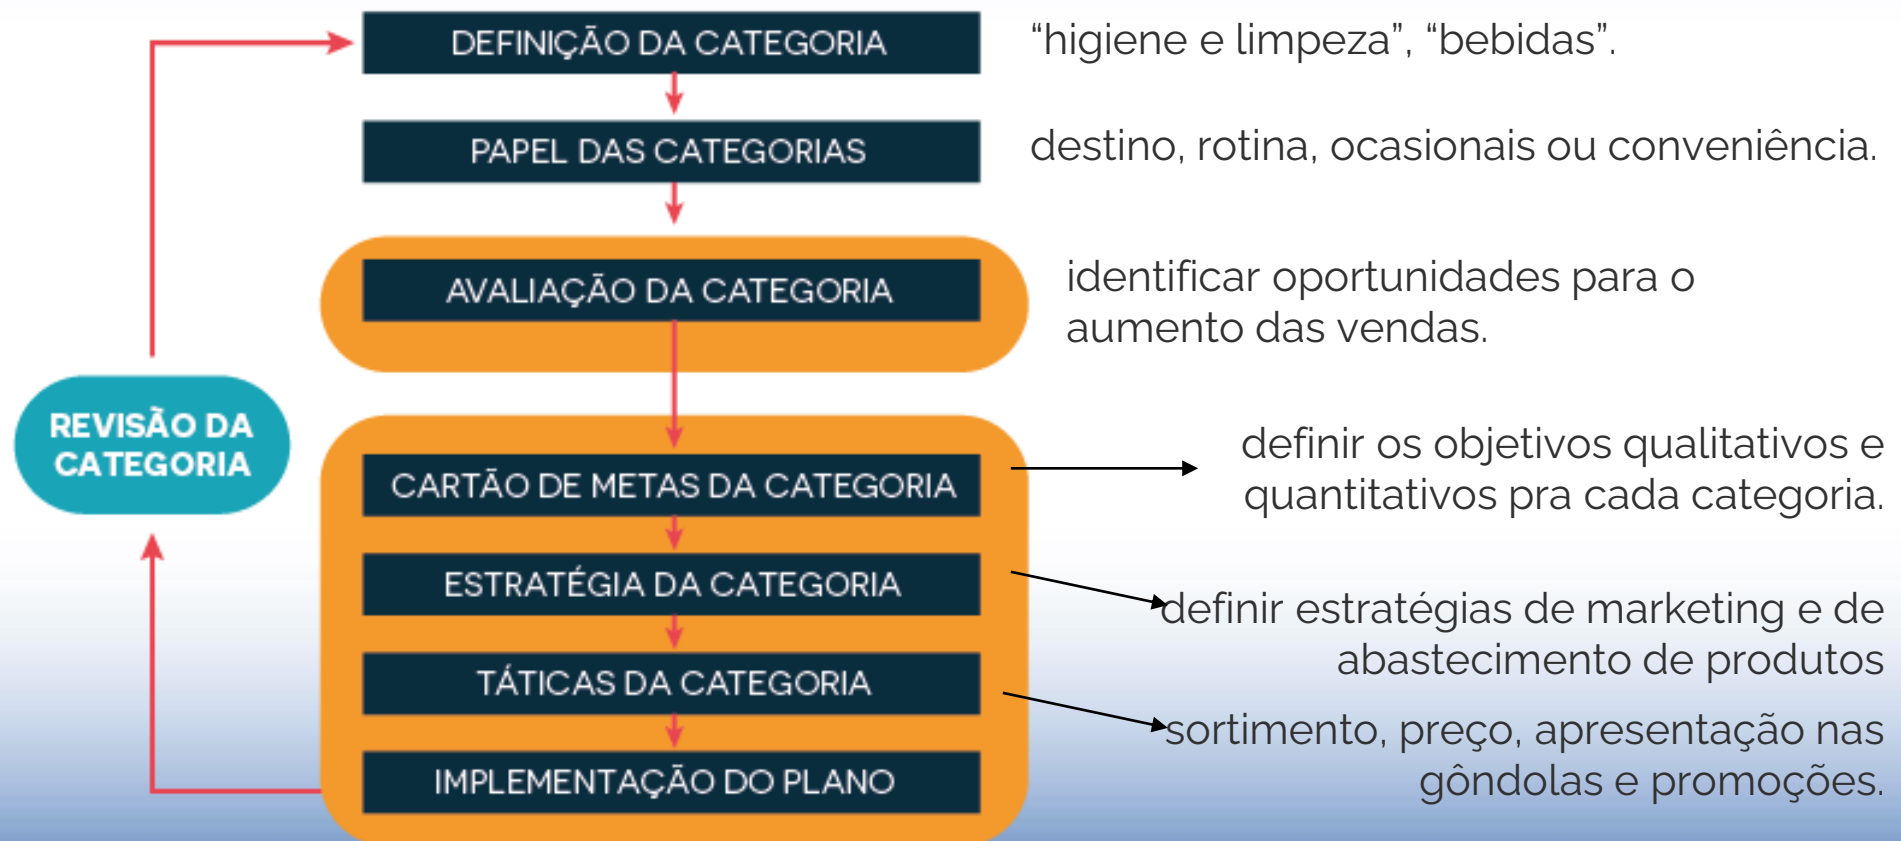 DEFINIÇÃO DA CATEGORIA
“higiene e limpeza”, “bebidas”.
PAPEL DAS CATEGORIAS
destino, rotina, ocasionais ou conveniência.
AVALIAÇÃO DA CATEGORIA
identificar oportunidades para o
aumento das vendas.
REVISÃO DA
CATEGORIA
CARTÃO DE METAS DA CATEGORIA
definir os objetivos qualitativos e
quantitativos pra cada categoria.
ESTRATÉGIA DA CATEGORIA
definir estratégias de marketing e de
abastecimento de produtos
TÁTICAS DA CATEGORIA
sortimento, preço, apresentação nas
gôndolas e promoções.
IMPLEMENTAÇÃO DO PLANO